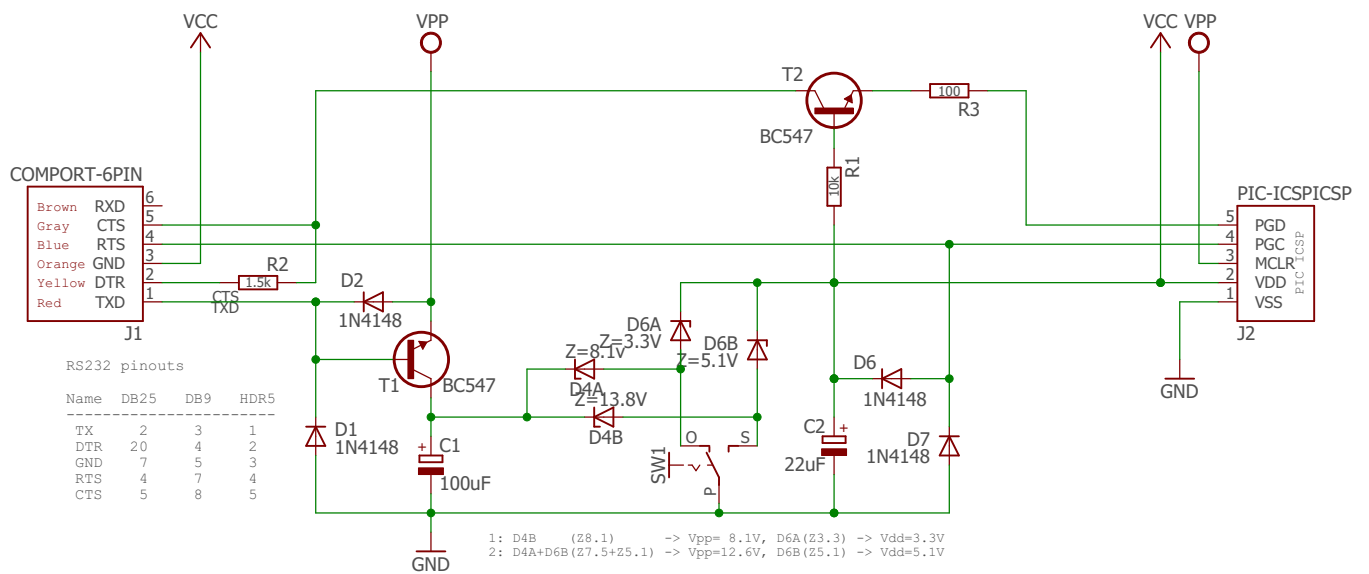 VCC
VPP
VCC VPP
T2
100
R3
BC547
R1
10k
COMPORT-6PIN
Brown RXD 6
Gray CTS 5
Blue RTS 4
Orange GND 3
Yellow DTR 2
Red TXD 1
J1
R2
1.5k
CTS
TXD
D2
1N4148
PIC-ICSPICSP
5 PGD
4 PGC
3 MCLR
2 VDD
1 VSS
PIC ICSP
J2
GND
D6A
Z=3.3V
D6B
Z=5.1V
Z=8.1v
D4A
Z=13.8V
D4B
T1
BC547
D6
1N4148
D1
1N4148
C1
+
100uF
SW1
O
S
P
C2
+
22uF
D7
1N4148
GND
RS232 pinouts
Name DB25 DB9 HDR5
-----------------------
TX 2 3 1
DTR 20 4 2
GND 7 5 3
RTS 4 7 4
CTS 5 8 5
1: D4B (Z8.1) -> Vpp= 8.1V, D6A(Z3.3) -> Vdd=3.3V
2: D4A+D6B(Z7.5+Z5.1) -> Vpp=12.6V, D6B(Z5.1) -> Vdd=5.1V